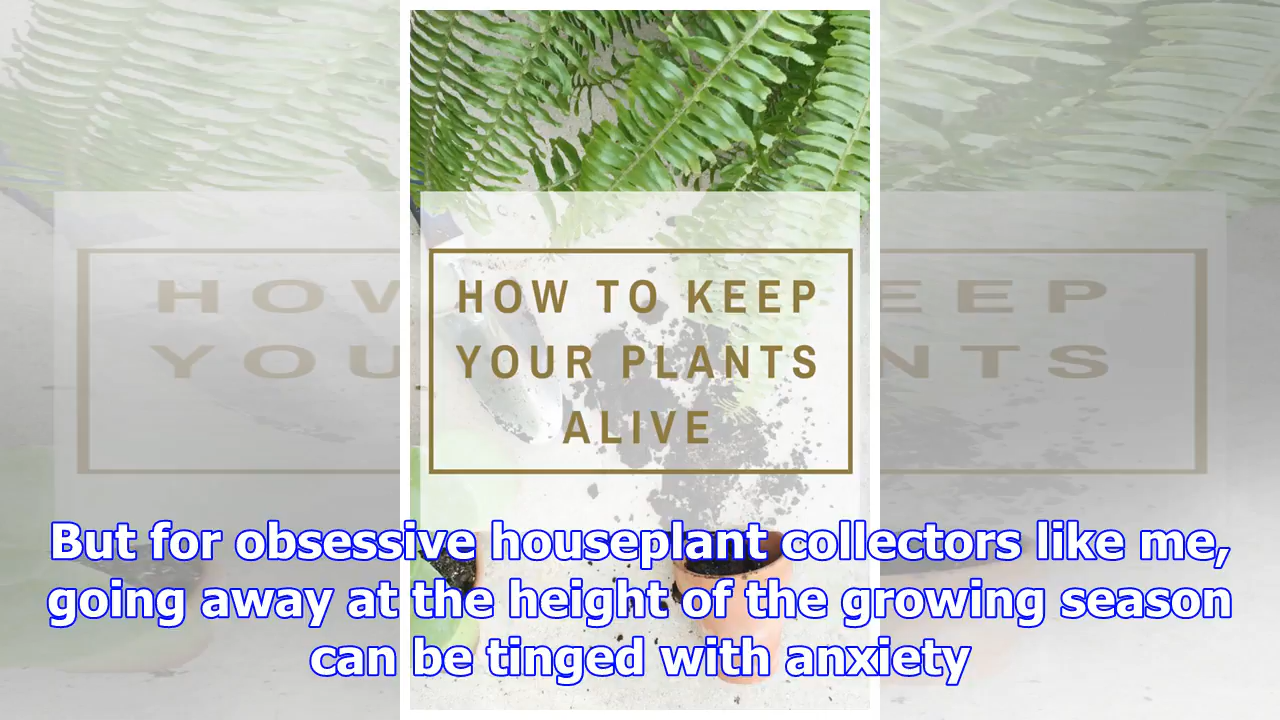 HOW TO KEEP
YOUR PLANTS
ALIVE
But for obsessive houseplant collectors like me,
going away at the height of the growing season
can be tinged with anxiety